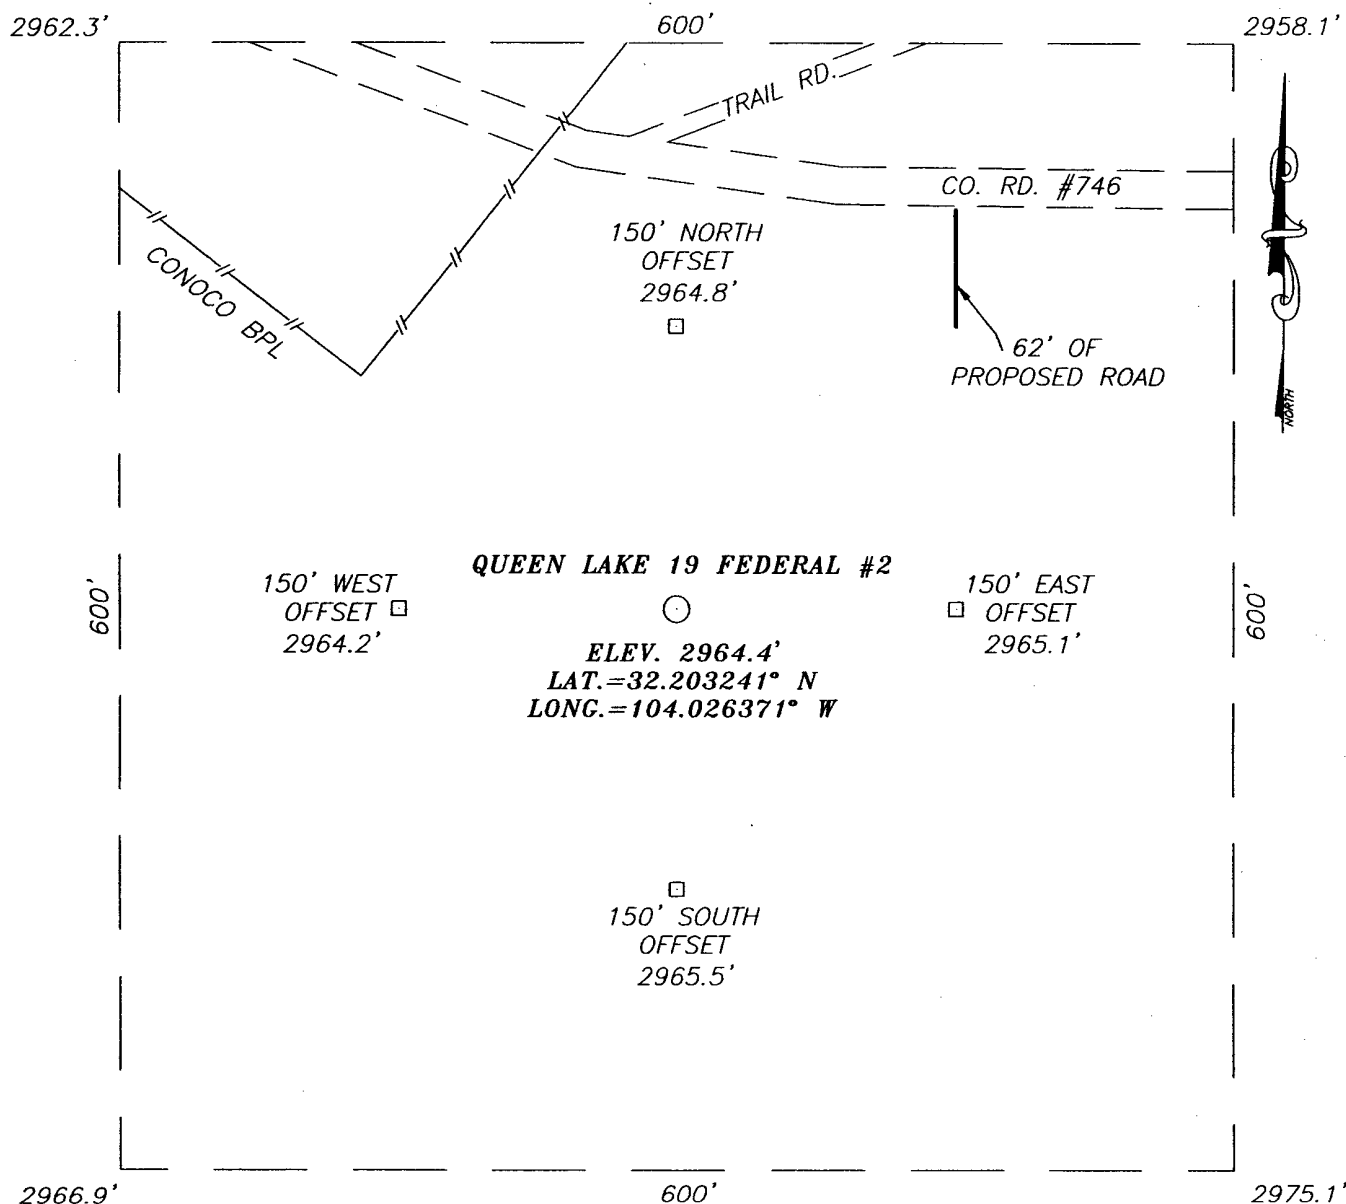 2962.3'
600'
2958.1'
TRAIL RD.
CO. RD. #746
CONOCO BPL
150' NORTH
OFFSET
2964.8'
62' OF
PROPOSED ROAD
NORTH
600'
150' WEST
OFFSET
2964.2'
QUEEN LAKE 19 FEDERAL #2
ELEV. 2964.4'
LAT.=32.203241° N
LONG.=104.026371° W
150' EAST
OFFSET
2965.1'
600'
150' SOUTH
OFFSET
2965.5'
2966.9'
600'
2975.1'